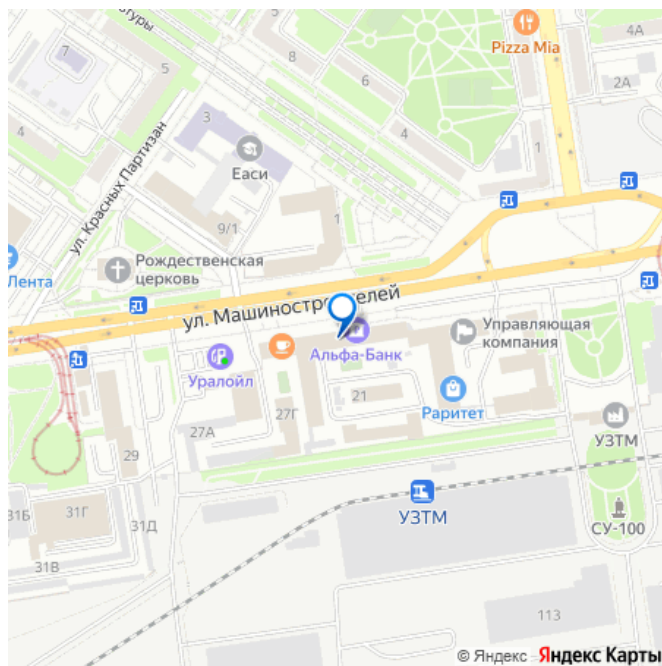 туры
Pizza Mia
4А
7
5
8
6
2А
4
3
4
1
ул. Красных Партизан
Еаси
9/1
1
Рождественская
церковь
Лента
ул. Машиностроителей
Альфа-Банк
Управляющая
компания
Уралойл
21
Раритет
27Г
27А
УЗТМ
29
31Б
31Г
31Д
УЗТМ
СУ-100
31В
113
© Яндекс Яндекс Карты